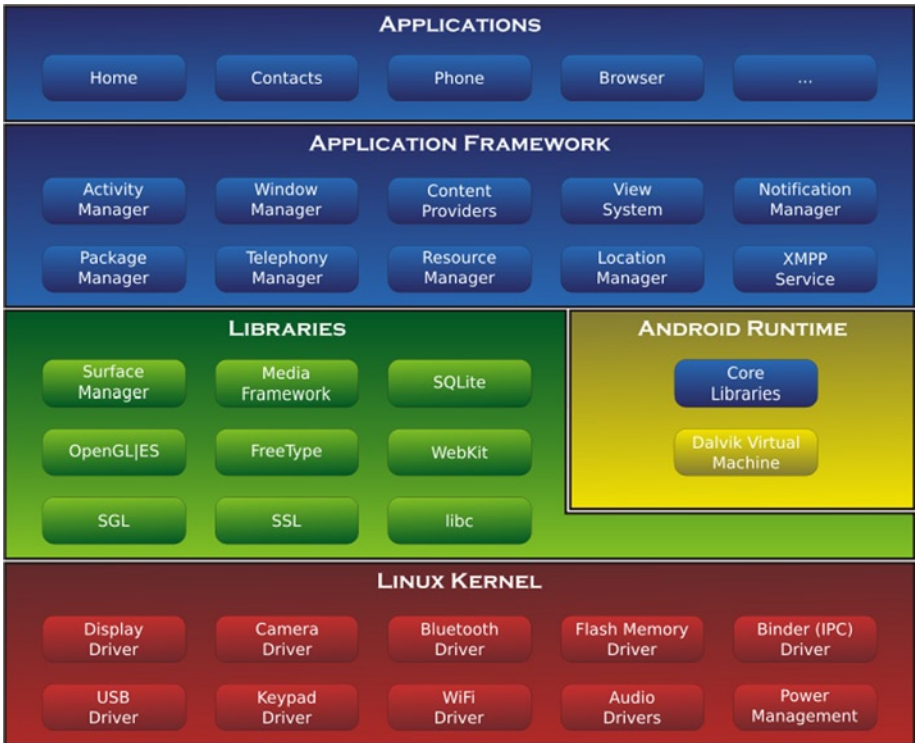 APPLICATIONS
Home
Contacts
Phone
Browser
...
APPLICATION FRAMEWORK
Activity
Manager
Window
Manager
Content
Providers
View
System
Notification
Manager
Package
Manager
Telephony
Manager
Resource
Manager
Location
Manager
XMPP
Service
LIBRARIES
Surface
Manager
Media
Framework
SQLite
OpenGL|ES
FreeType
WebKit
SGL
SSL
libc
ANDROID RUNTIME
Core
Libraries
Dalvik Virtual
Machine
LINUX KERNEL
Display
Driver
Camera
Driver
Bluetooth
Driver
Flash Memory
Driver
Binder (IPC)
Driver
USB
Driver
Keypad
Driver
WiFi
Driver
Audio
Drivers
Power
Management